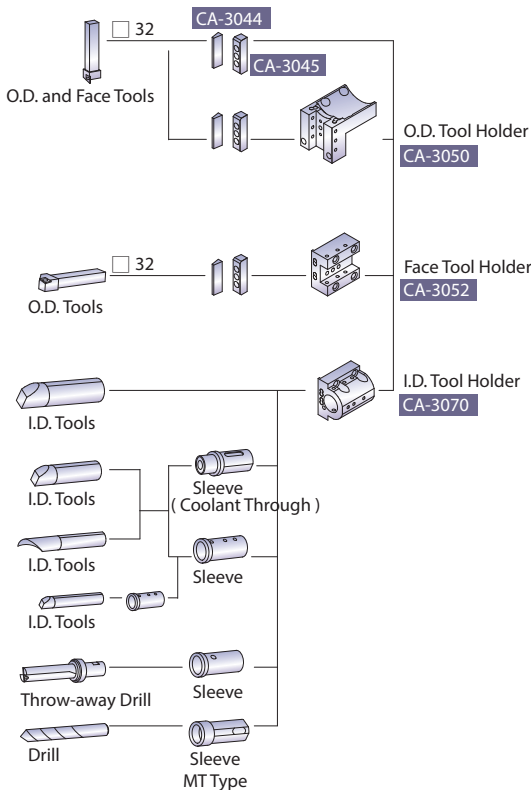 CA-3044
□ 32
CA-3045
O.D. and Face Tools
O.D. Tool Holder
CA-3050
□ 32
Face Tool Holder
CA-3052
O.D. Tools
I.D. Tool Holder
CA-3070
I.D. Tools
I.D. Tools
Sleeve
( Coolant Through )
I.D. Tools
Sleeve
I.D. Tools
Throw-away Drill
Sleeve
Drill
Sleeve
MT Type